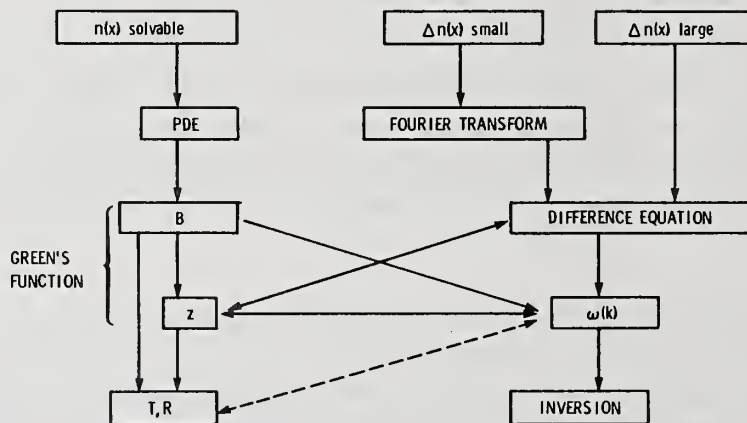 n(x) solvable
Δ n(x) small
Δ n(x) large
PDE
FOURIER TRANSFORM
B
DIFFERENCE EQUATION
GREEN'S
FUNCTION
z
ω(k)
T, R
INVERSION